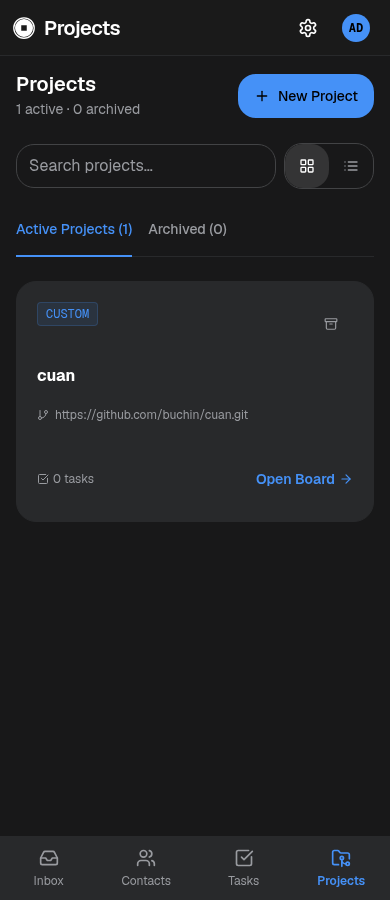 Projects
AD
Projects
1 active · 0 archived
New Project
Search projects...
Active Projects (1)
Archived (0)
CUSTOM
cuan
https://github.com/buchin/cuan.git
0 tasks
Open Board
Inbox
Contacts
Tasks
Projects